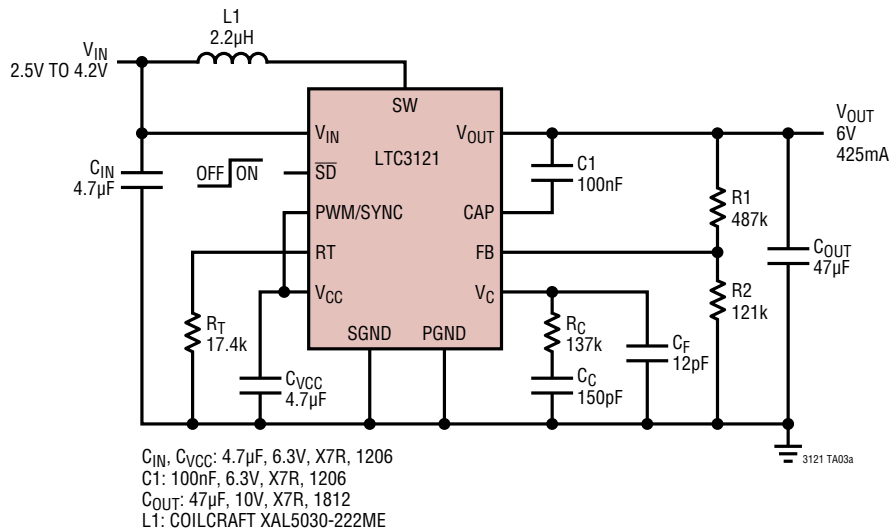 L1
2.2µH
VIN
2.5V TO 4.2V
SW
VIN
VOUT
LTC3121
VOUT
6V
425mA
CIN
4.7µF
OFF ON
SD
C1
100nF
PWM/SYNC
CAP
R1
487k
RT
FB
COUT
47µF
VCC
VC
R2
121k
RT
17.4k
SGND
PGND
RC
137k
CF
12pF
CVCC
4.7µF
CC
150pF
3121 TA03a
CIN, CVCC: 4.7µF, 6.3V, X7R, 1206
C1: 100nF, 6.3V, X7R, 1206
COUT: 47µF, 10V, X7R, 1812
L1: COILCRAFT XAL5030-222ME